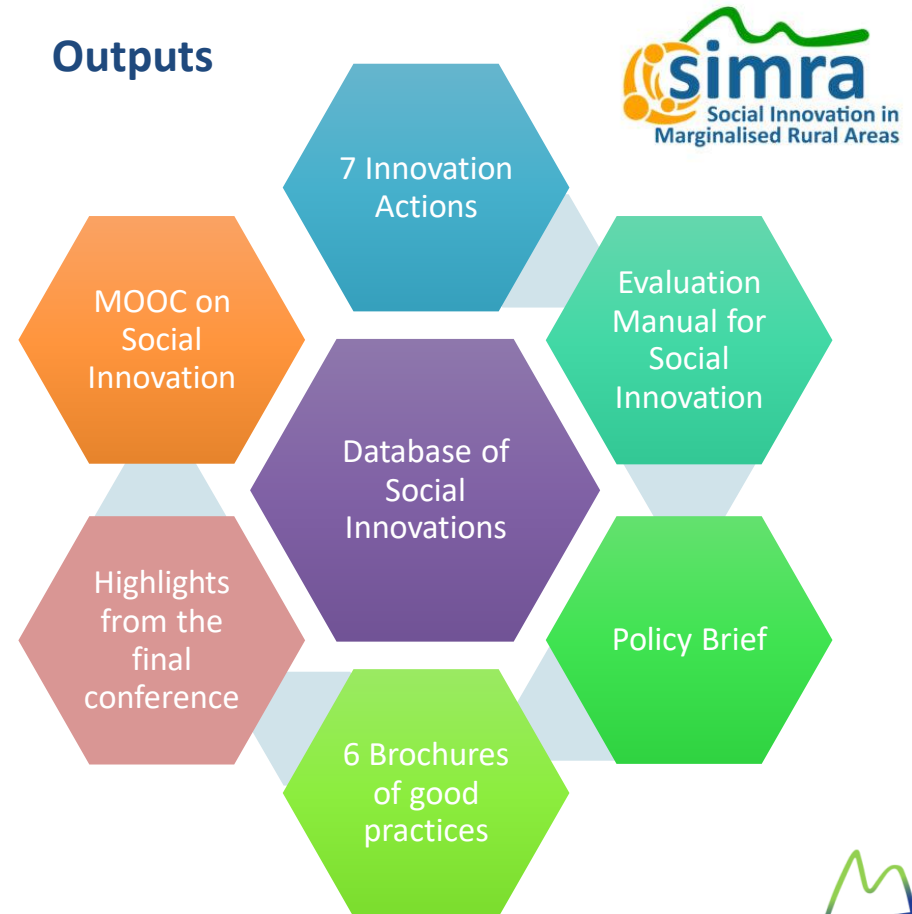 Outputs
simra
Social Innovation in
Marginalised Rural Areas
7 Innovation
Actions
MOOC on
Social
Innovation
Evaluation
Manual for
Social
Innovation
Database of
Social
Innovations
Highlights
from the
final
conference
Policy Brief
6 Brochures
of good
practices